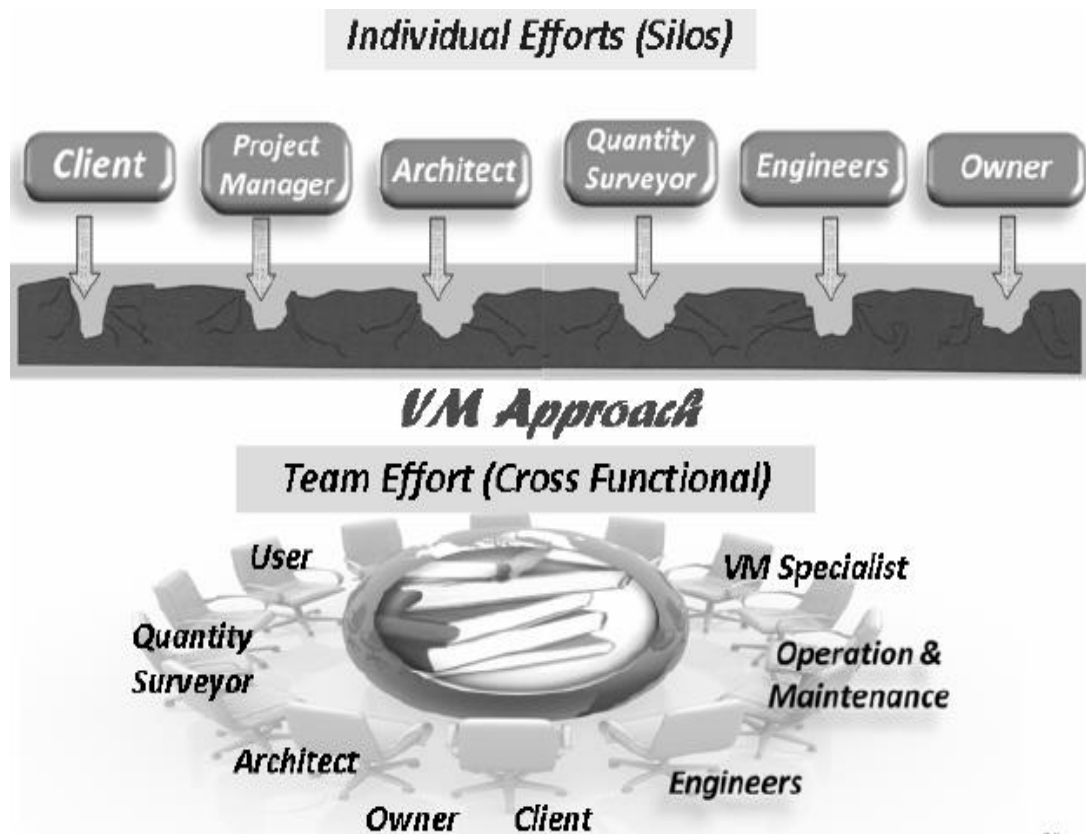 Individual Efforts (Silos)
Client
Project
Manager
Architect
Quantity
Surveyor
Engineers
Owner
VM Approach
Team Effort (Cross Functional)
User
VM Specialist
Quantity
Surveyor
Operation &
Maintenance
Architect
Engineers
Owner
Client